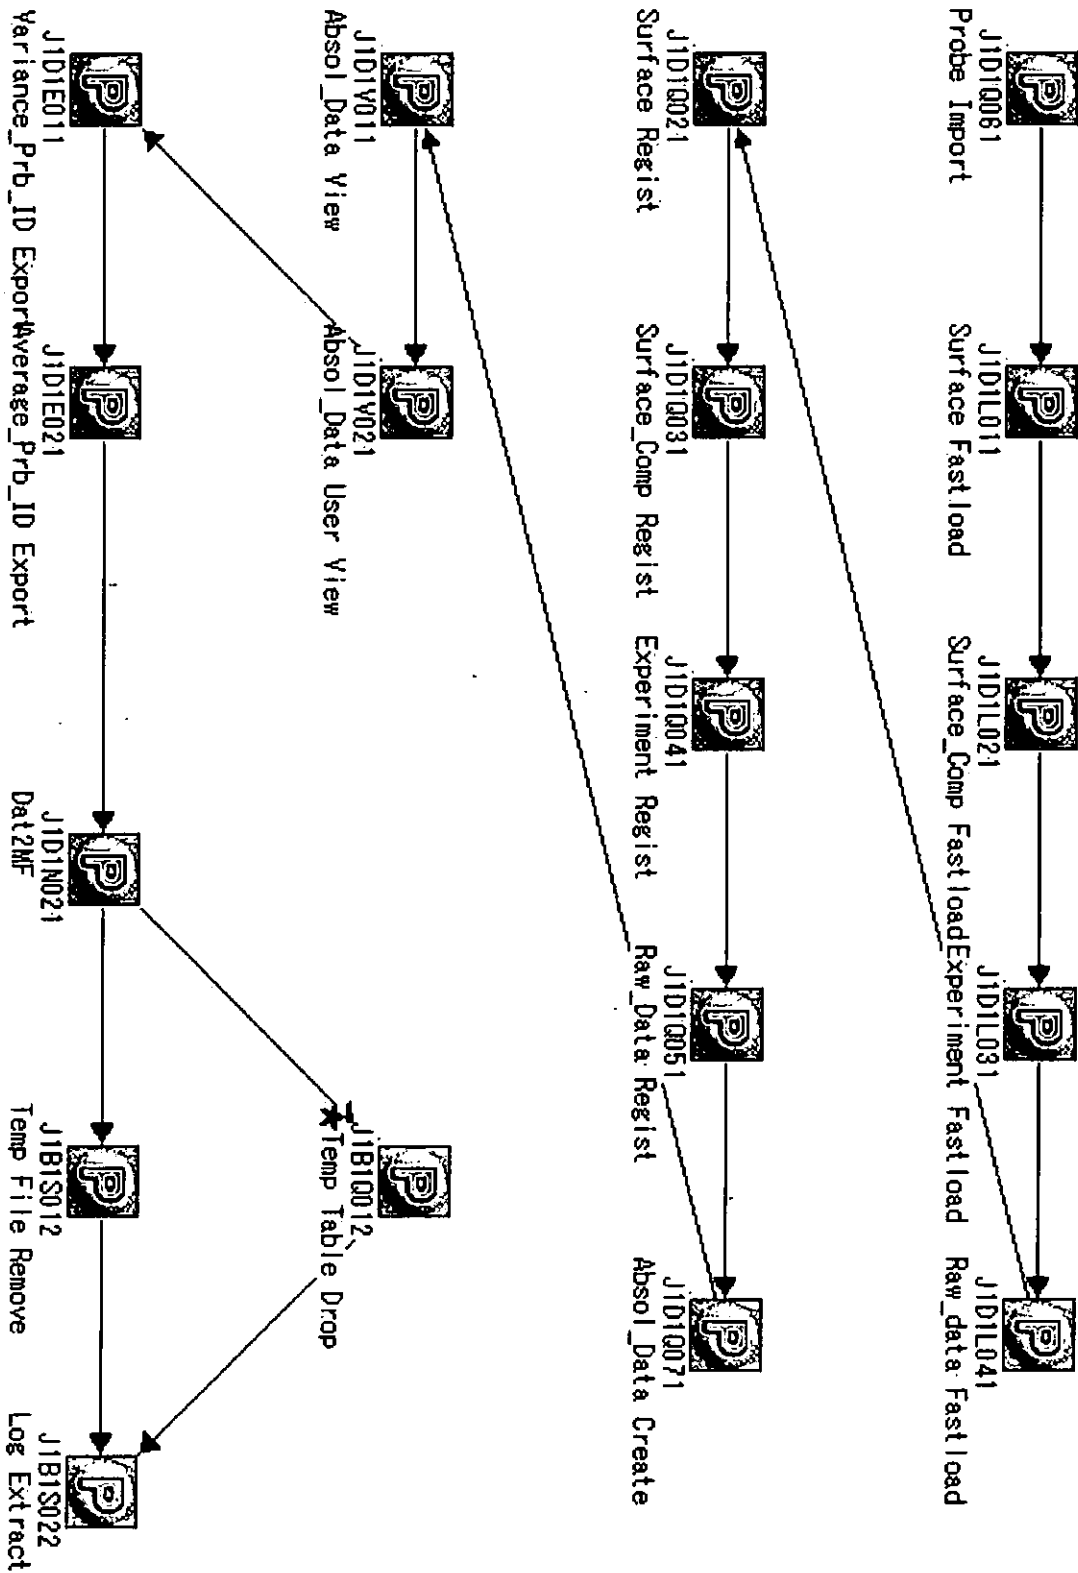 J1D1Q061
Probe Import
J1D1L011
Surface Fastload
J1D1L021
Surface_Comp Fastload
J1D1L031
Experiment Fastload
J1D1L041
Raw_data Fastload
J1D1Q021
Surface Regist
J1D1Q031
Surface_Comp Regist
J1D1Q041
Experiment Regist
J1D1Q051
Raw_Data Regist
J1D1Q071
Absol_Data Create
J1D1Y011
Absol_Data View
J1D1Y021
Absol_Data User View
J1B1Q012
Temp Table Drop
J1D1E011
Variance_Prb_ID Export
J1D1E021
Average_Prb_ID Export
J1D1N021
Dat2MF
J1B1S012
Temp File Remove
J1B1S022
Log Extract